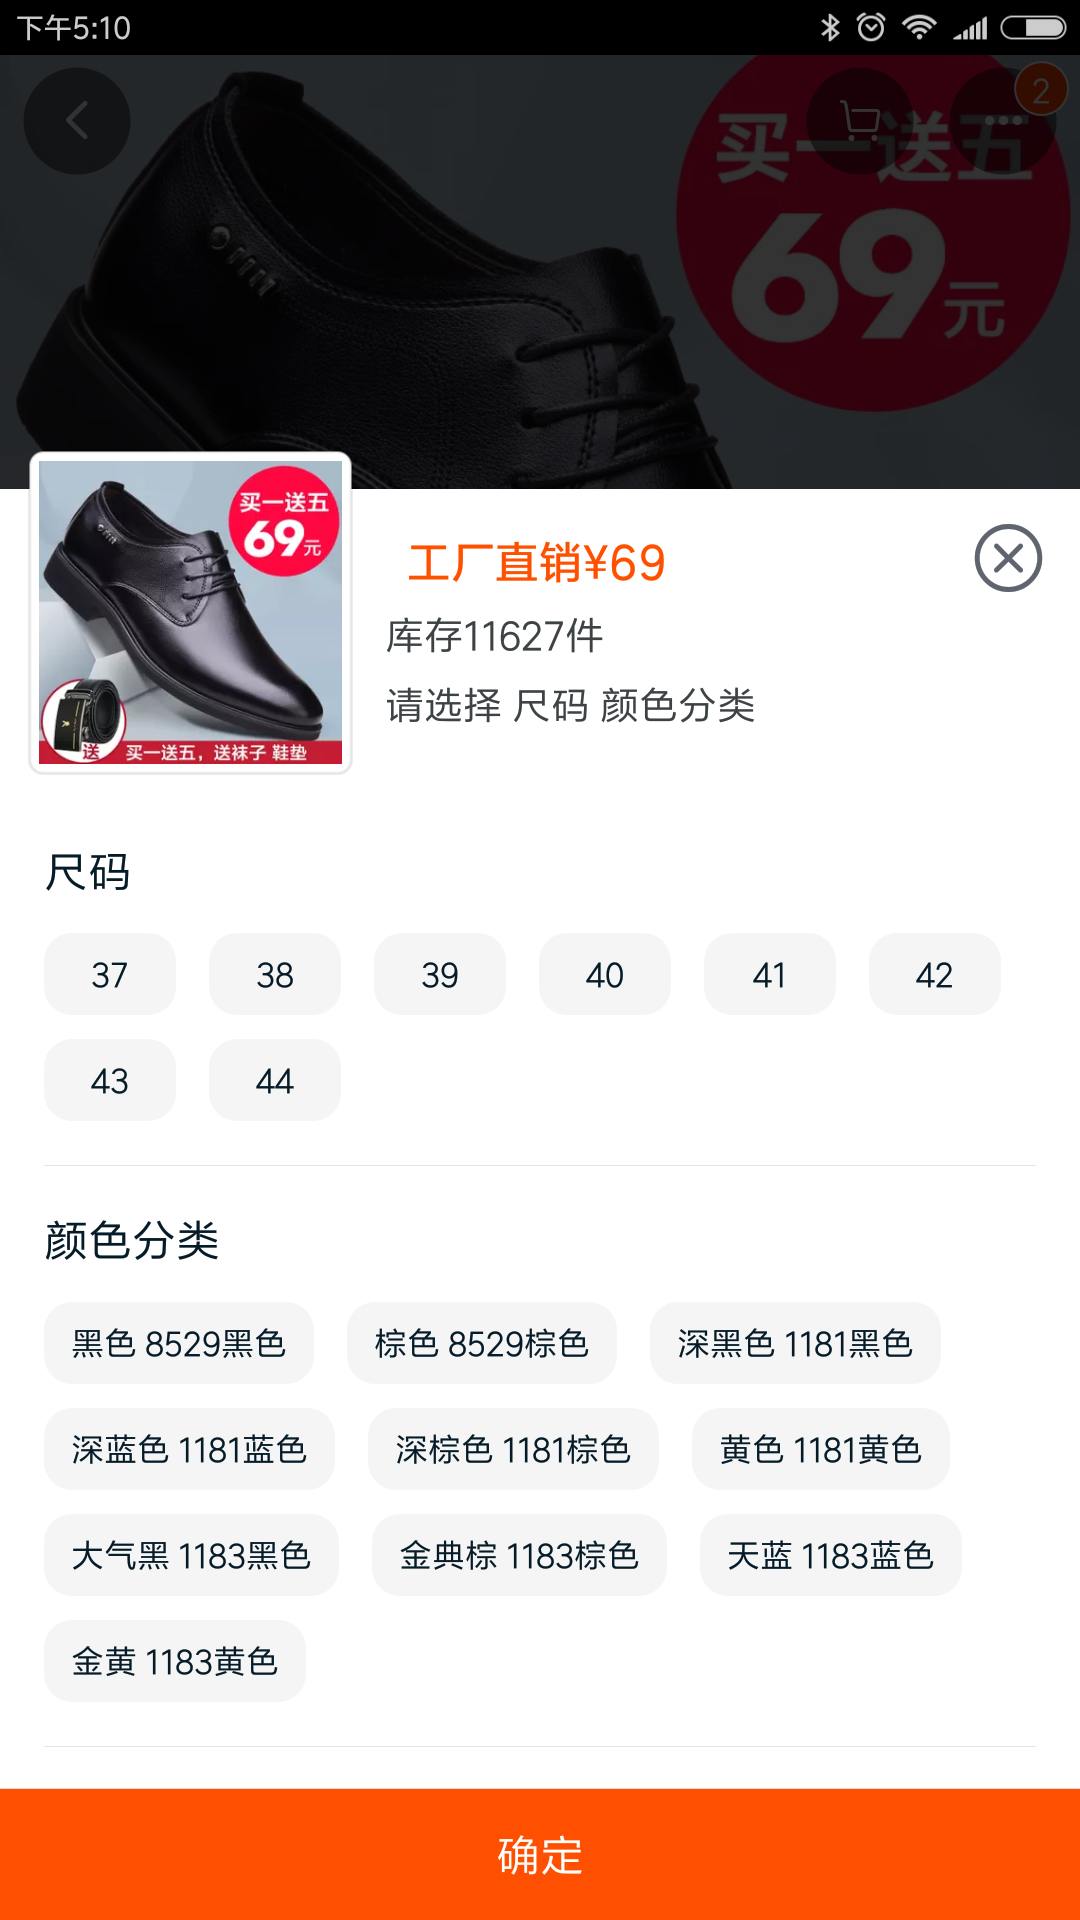 下午5:10
2
买一送五
69元
买一送五
69元
送 买一送五，送袜子 鞋垫
工厂直销¥69
库存11627件
请选择 尺码 颜色分类
尺码
37 38 39 40 41 42
43 44
颜色分类
黑色 8529黑色 棕色 8529棕色 深黑色 1181黑色
深蓝色 1181蓝色 深棕色 1181棕色 黄色 1181黄色
大气黑 1183黑色 金典棕 1183棕色 天蓝 1183蓝色
金黄 1183黄色
确定